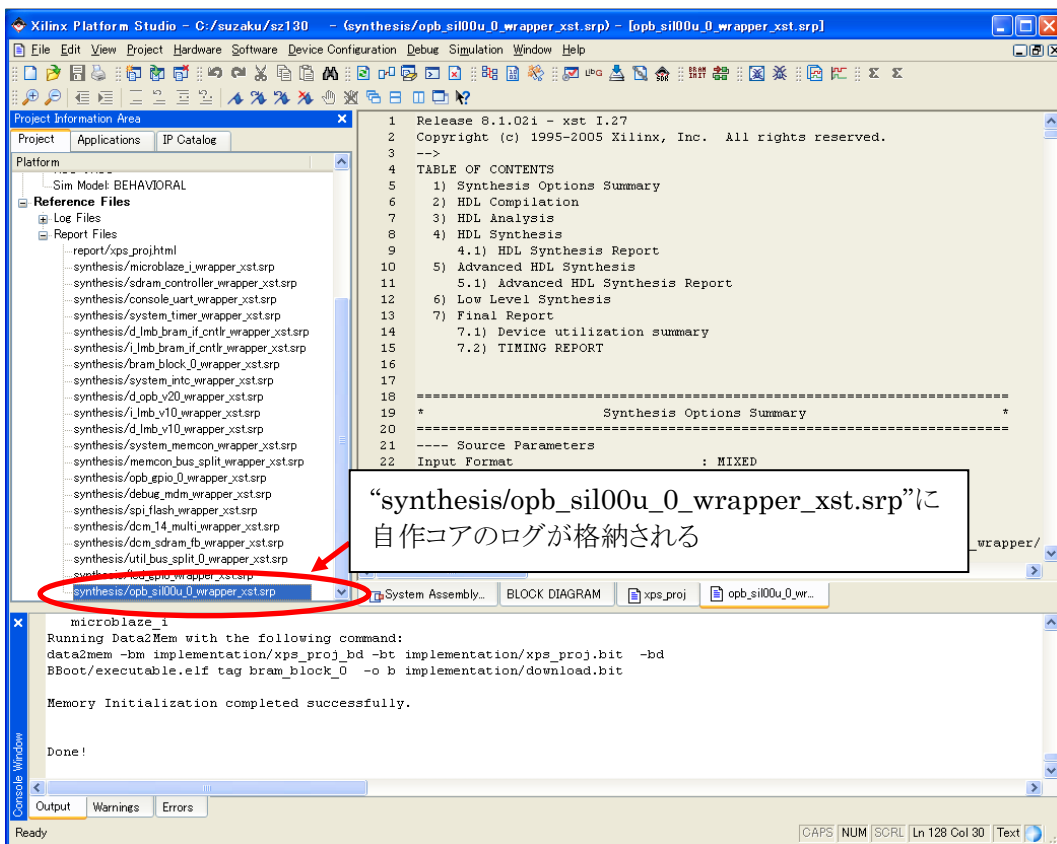 Xilinx Platform Studio - C:/suzaku/sz130 - (synthesis/opb_sil00u_0_wrapper_xst.srp) - [opb_sil00u_0_wrapper_xst.srp]
File Edit View Project Hardware Software Device Configuration Debug Simulation Window Help
Project Information Area
Project Applications IP Catalog
Platform
Sim Model: BEHAVIORAL
Reference Files
Log Files
Report Files
report/xps_proj.html
synthesis/microblaze_i_wrapper_xst.srp
synthesis/sdram_controller_wrapper_xst.srp
synthesis/console_uart_wrapper_xst.srp
synthesis/system_timer_wrapper_xst.srp
synthesis/d_lmb_bram_if_cntlr_wrapper_xst.srp
synthesis/i_lmb_bram_if_cntlr_wrapper_xst.srp
synthesis/bram_block_0_wrapper_xst.srp
synthesis/system_intc_wrapper_xst.srp
synthesis/d_opb_v20_wrapper_xst.srp
synthesis/i_lmb_v10_wrapper_xst.srp
synthesis/d_lmb_v10_wrapper_xst.srp
synthesis/system_memcon_wrapper_xst.srp
synthesis/memcon_bus_split_wrapper_xst.srp
synthesis/opb_gpio_0_wrapper_xst.srp
synthesis/debug_mdm_wrapper_xst.srp
synthesis/spi_flash_wrapper_xst.srp
synthesis/dcm_14_multi_wrapper_xst.srp
synthesis/dcm_sdram_fb_wrapper_xst.srp
synthesis/util_bus_split_0_wrapper_xst.srp
synthesis/led_gpio_wrapper_xst.srp
synthesis/opb_sil00u_0_wrapper_xst.srp
1 Release 8.1.02i - xst I.27
2 Copyright (c) 1995-2005 Xilinx, Inc. All rights reserved.
3 -->
4 TABLE OF CONTENTS
5 1) Synthesis Options Summary
6 2) HDL Compilation
7 3) HDL Analysis
8 4) HDL Synthesis
9 4.1) HDL Synthesis Report
10 5) Advanced HDL Synthesis
11 5.1) Advanced HDL Synthesis Report
12 6) Low Level Synthesis
13 7) Final Report
14 7.1) Device utilization summary
15 7.2) TIMING REPORT
16
17
18 =========================================================================
19 * Synthesis Options Summary *
20 =========================================================================
21 ---- Source Parameters
22 Input Format : MIXED
“synthesis/opb_sil00u_0_wrapper_xst.srp”に
自作コアのログが格納される
_wrapper/
System Assembly... BLOCK DIAGRAM xps_proj opb_sil00u_0_wr...
microblaze_i
Running Data2Mem with the following command:
data2mem -bm implementation/xps_proj_bd -bt implementation/xps_proj.bit -bd
BBoot/executable.elf tag bram_block_0 -o b implementation/download.bit
Memory Initialization completed successfully.
Done!
Console Window
Output Warnings Errors
Ready
CAPS NUM SCRL Ln 128 Col 30 Text